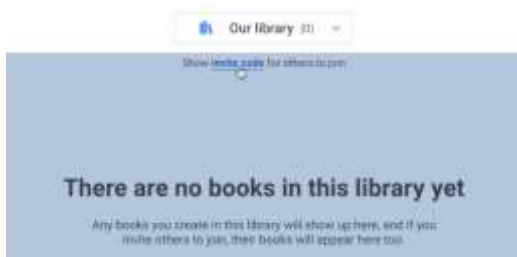 Our library (0)
Show invite code for others to join
There are no books in this library yet
Any books you create in this library will show up here, and if you
invite others to join, their books will appear here too.